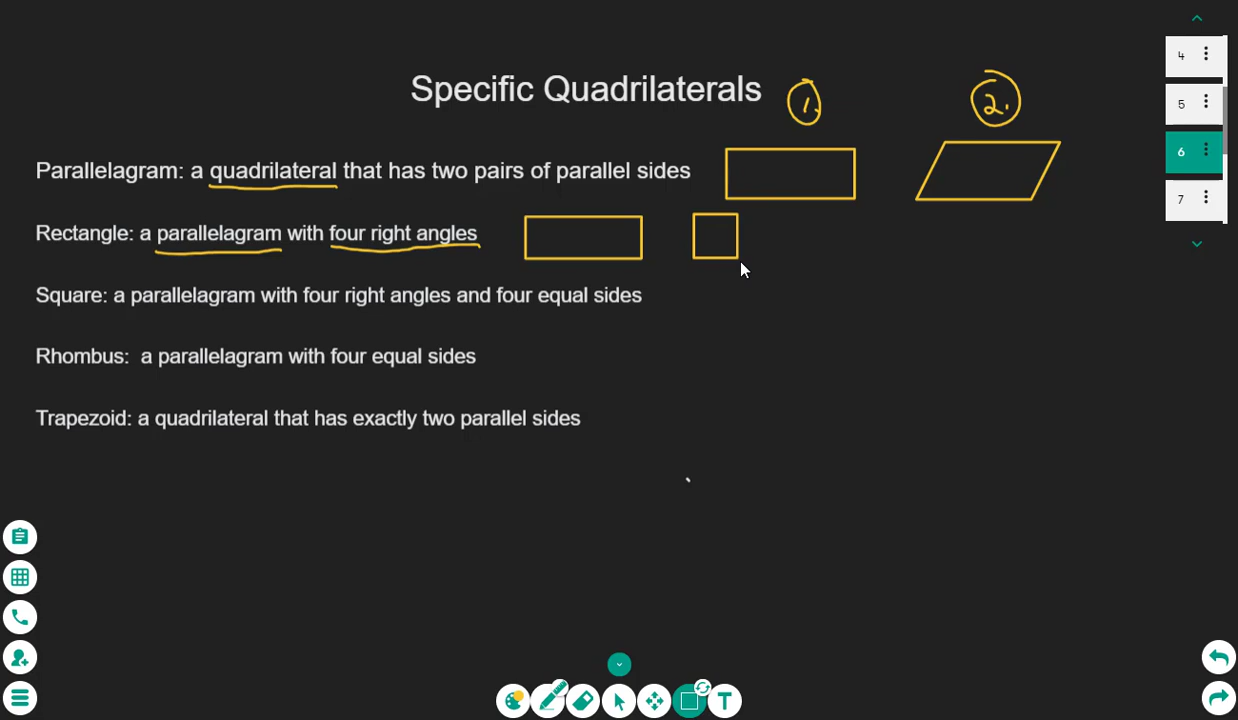 4
Specific Quadrilaterals
1.
2.
5
Parallelagram: a quadrilateral that has two pairs of parallel sides
6
7
Rectangle: a parallelagram with four right angles
Square: a parallelagram with four right angles and four equal sides
Rhombus: a parallelagram with four equal sides
Trapezoid: a quadrilateral that has exactly two parallel sides
T